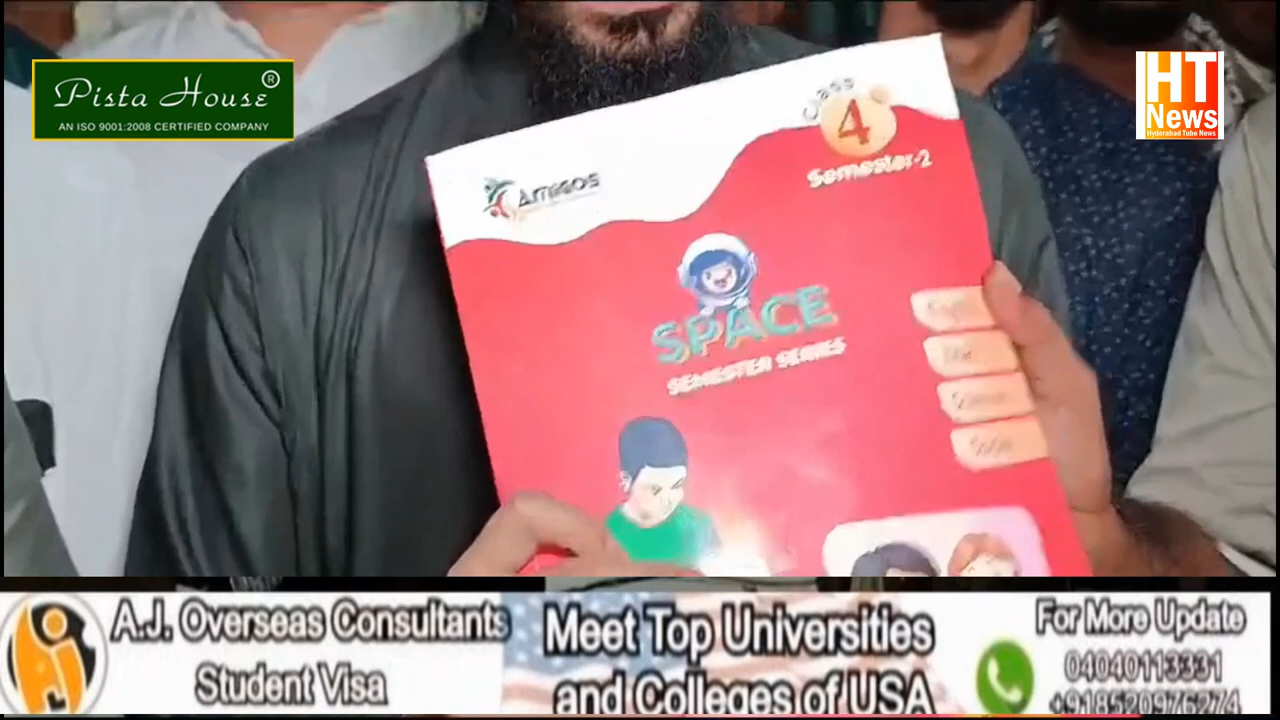 Pista House®
AN ISO 9001:2008 CERTIFIED COMPANY
HT
News
Hyderabad Tube News
Class
4
Semester-2
AMIGOS
SPACE
SEMESTER SERIES
A.J. Overseas Consultants
Student Visa
Meet Top Universities
and Colleges of USA
For More Update
04040113331
+918520976274